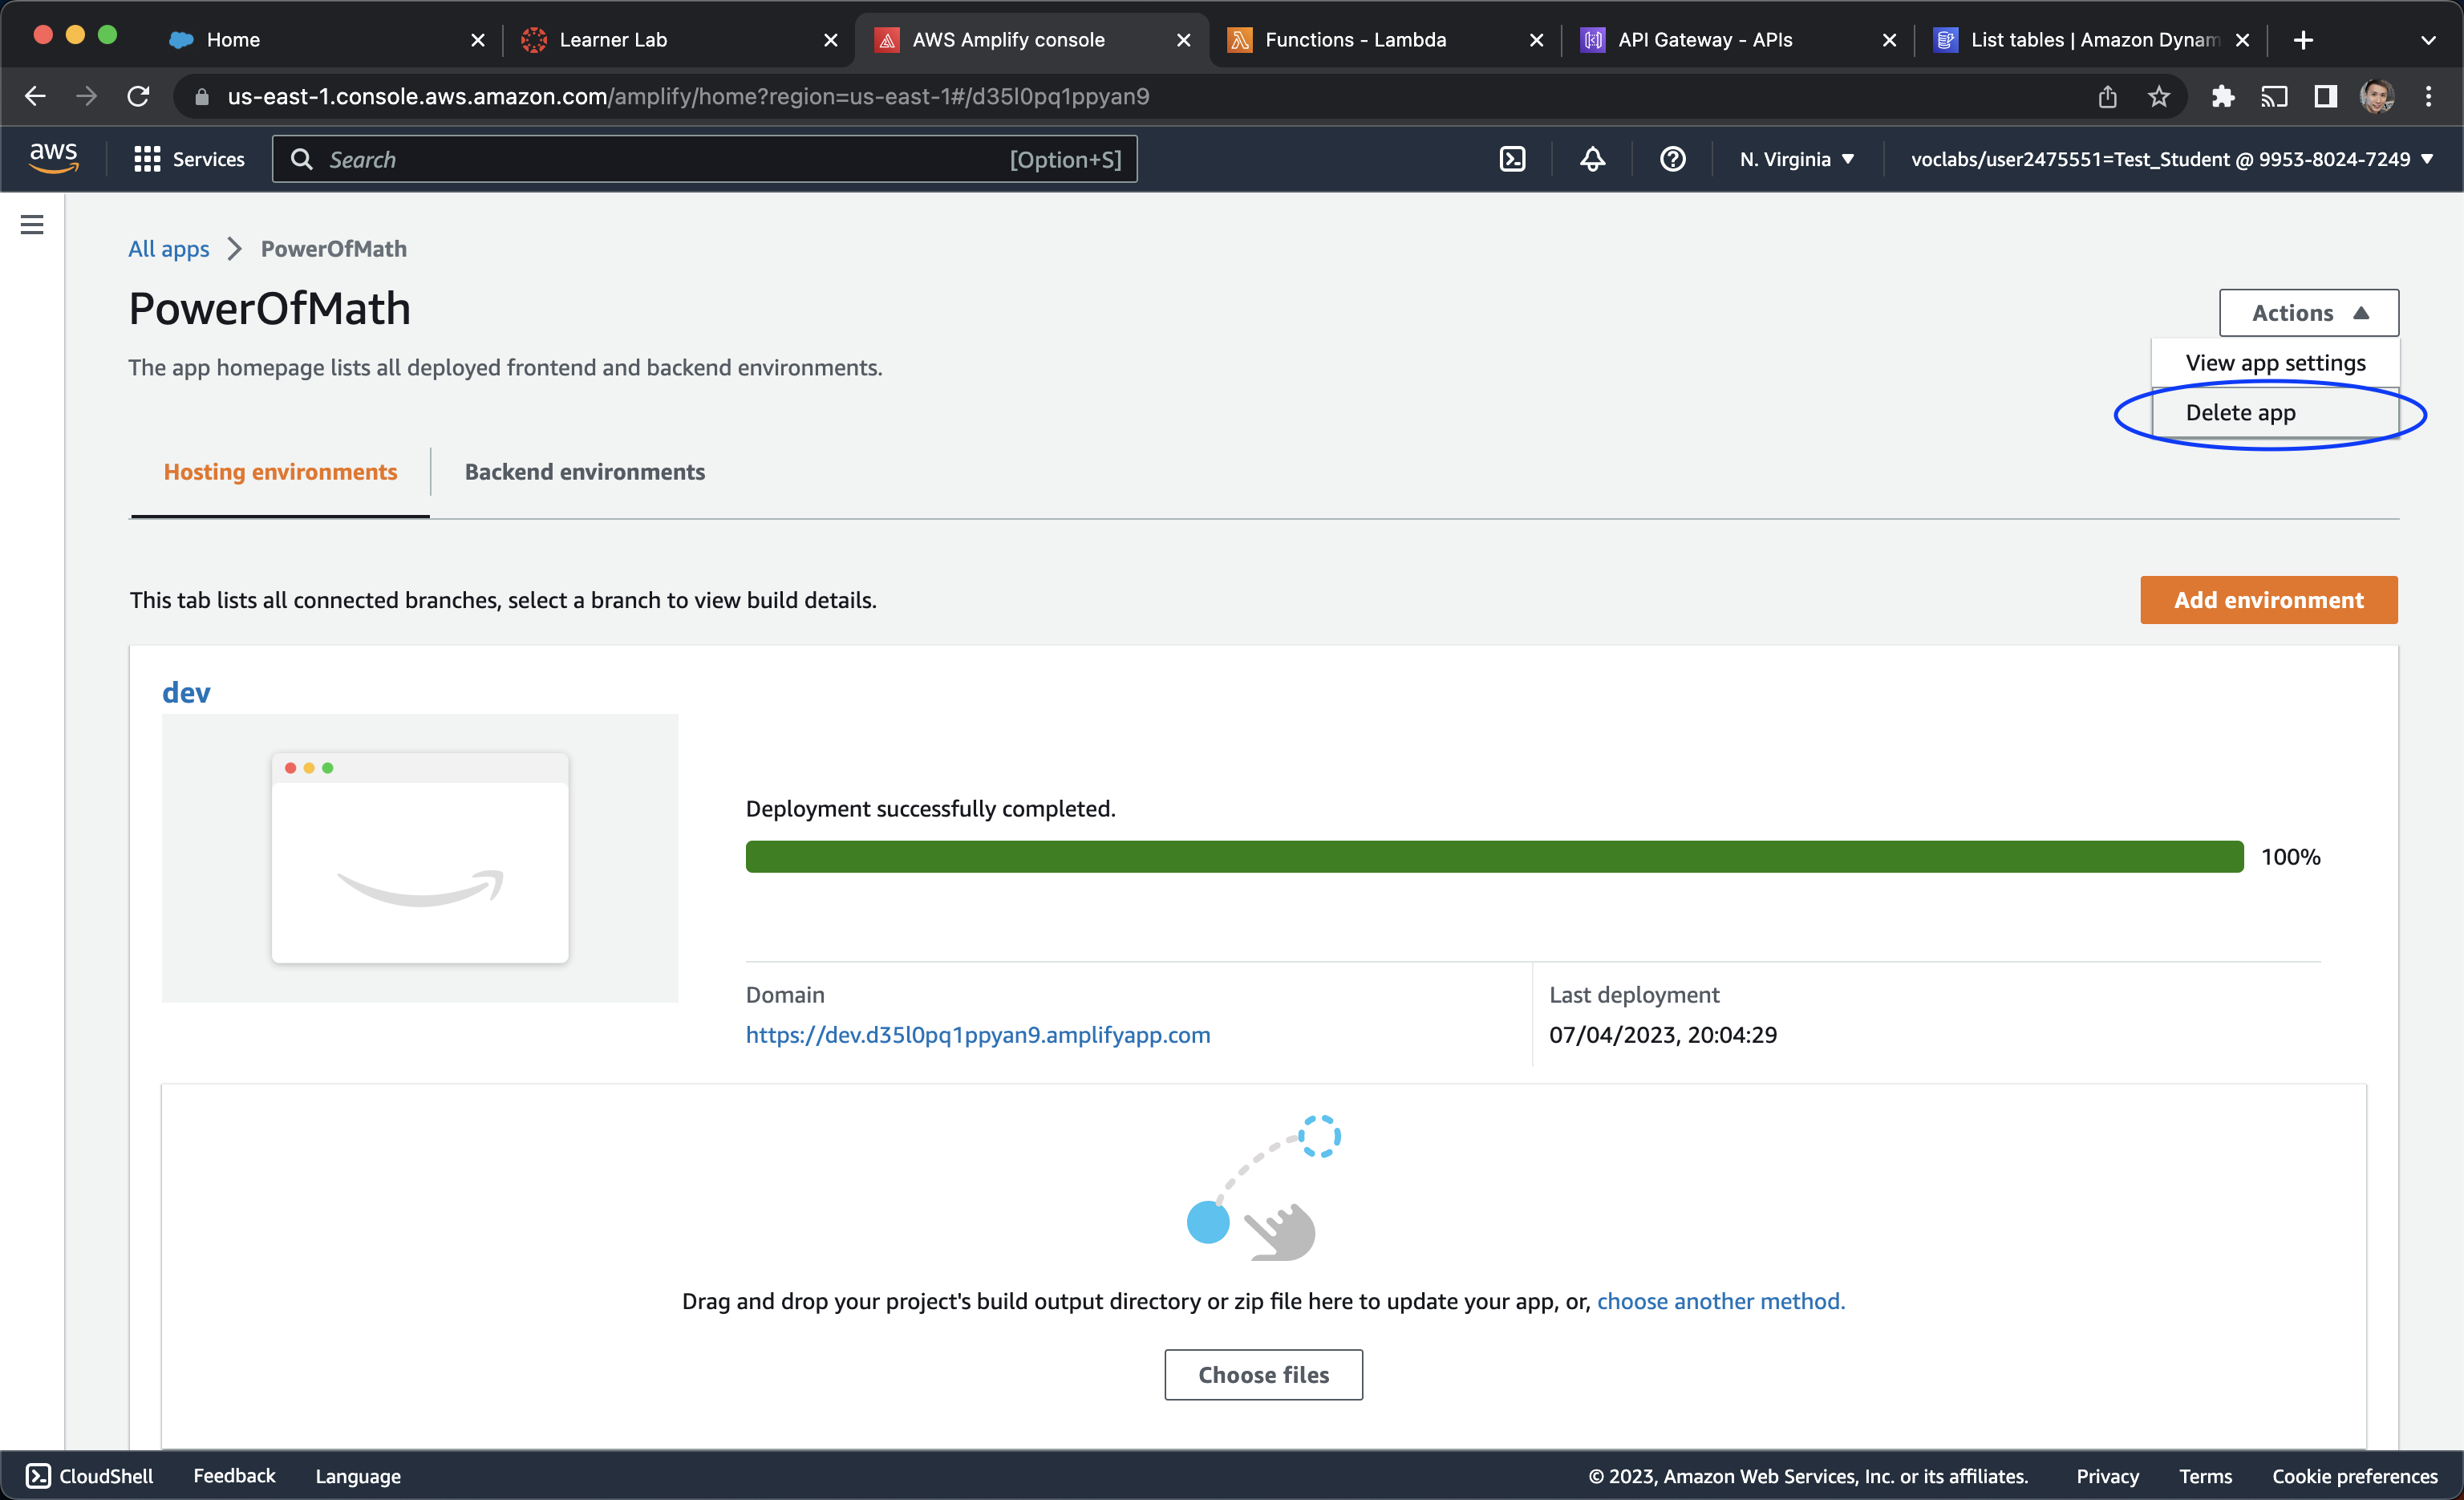 Home
Learner Lab
AWS Amplify console
Functions - Lambda
API Gateway - APIs
List tables | Amazon Dynam
us-east-1.console.aws.amazon.com/amplify/home?region=us-east-1#/d35l0pq1ppyan9
aws
Services
Search
[Option+S]
N. Virginia
voclabs/user2475551=Test_Student @ 9953-8024-7249
All apps
PowerOfMath
PowerOfMath
Actions
The app homepage lists all deployed frontend and backend environments.
View app settings
Delete app
Hosting environments
Backend environments
This tab lists all connected branches, select a branch to view build details.
Add environment
dev
Deployment successfully completed.
100%
Domain
https://dev.d35l0pq1ppyan9.amplifyapp.com
Last deployment
07/04/2023, 20:04:29
Drag and drop your project's build output directory or zip file here to update your app, or, choose another method.
Choose files
CloudShell
Feedback
Language
© 2023, Amazon Web Services, Inc. or its affiliates.
Privacy
Terms
Cookie preferences